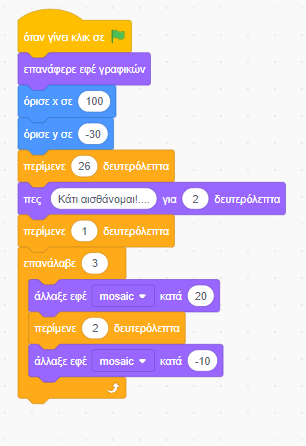 όταν γίνει κλικ σε
επανάφερε εφέ γραφικών
όρισε x σε 100
όρισε y σε -30
περίμενε 26 δευτερόλεπτα
πες Κάτι αισθάνομαι!.... για 2 δευτερόλεπτα
περίμενε 1 δευτερόλεπτα
επανάλαβε 3
άλλαξε εφέ mosaic κατά 20
περίμενε 2 δευτερόλεπτα
άλλαξε εφέ mosaic κατά -10